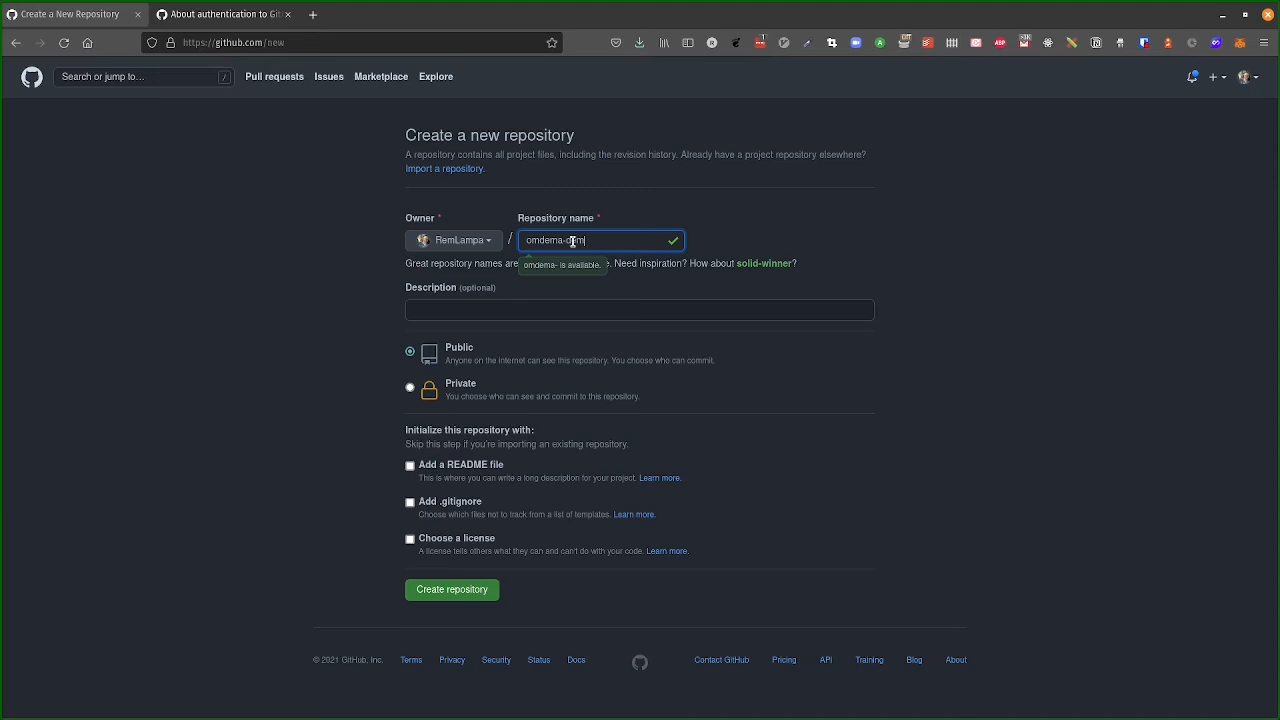 Create a New Repository
About authentication to Git
https://github.com/new
Search or jump to…
/
Pull requests
Issues
Marketplace
Explore
Create a new repository
A repository contains all project files, including the revision history. Already have a project repository elsewhere?
Import a repository.
Owner *
Repository name *
RemLampa
/
Great repository names are
omdema- is available.
Need inspiration? How about solid-winner?
Description (optional)
Public
Anyone on the internet can see this repository. You choose who can commit.
Private
You choose who can see and commit to this repository.
Initialize this repository with:
Skip this step if you're importing an existing repository.
Add a README file
This is where you can write a long description for your project. Learn more.
Add .gitignore
Choose which files not to track from a list of templates. Learn more.
Choose a license
A license tells others what they can and can't do with your code. Learn more.
Create repository
© 2021 GitHub, Inc.
Terms
Privacy
Security
Status
Docs
Contact GitHub
Pricing
API
Training
Blog
About